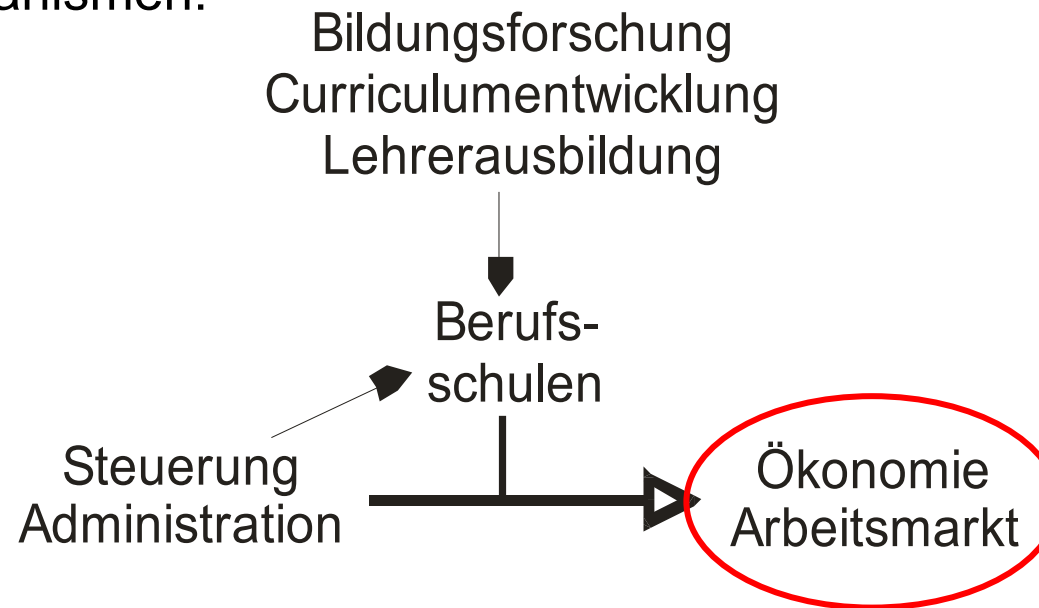 Bildungsforschung
Curriculumentwicklung
Lehrerausbildung
Berufs-
schulen
Steuerung
Administration
Ökonomie
Arbeitsmarkt